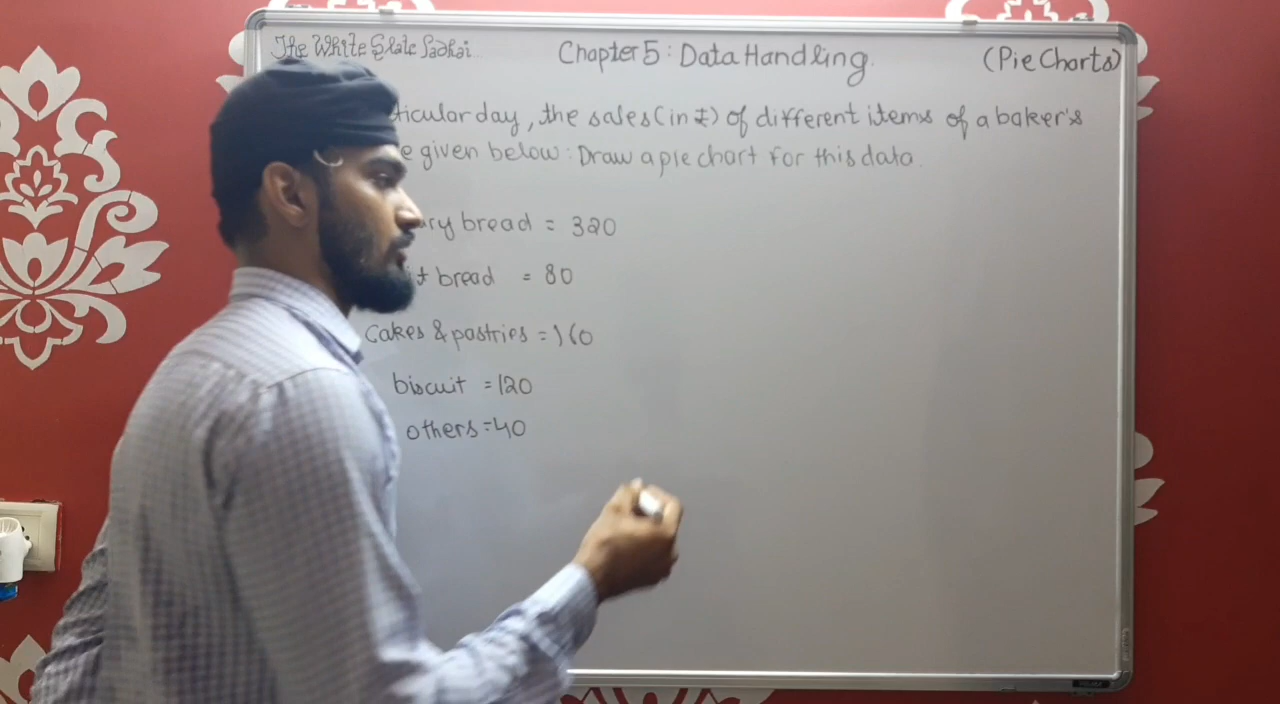 The White Slate Padhai
Chapter 5 : Data Handling.
(Pie Charts)
day, the sales (in ₹) of different items of a baker's
given below : Draw a pie chart for this data.
bread = 320
bread = 80
Cakes & pastries = 160
biscuit = 120
others = 40